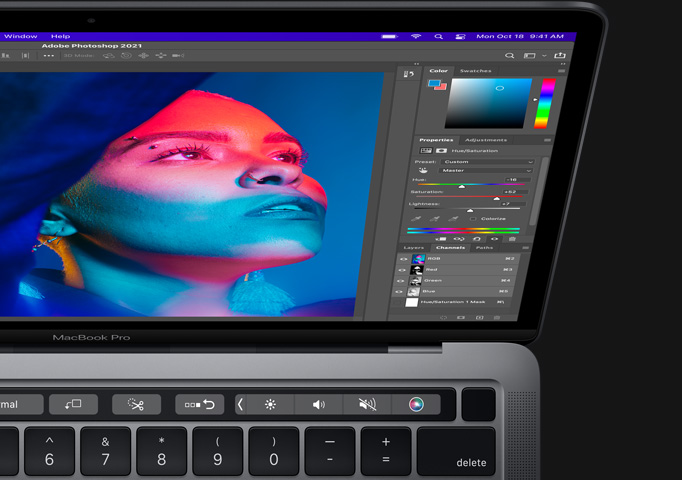 Window Help Mon Oct 18 9:41 AM
Adobe Photoshop 2021
3D Mode:
Color Swatches
Properties Adjustments
Hue/Saturation
Preset: Custom
Master
Hue: -16
Saturation: +52
Lightness: +7
Colorize
Layers Channels Paths
RGB ⌘2
Red ⌘3
Green ⌘4
Blue ⌘5
Hue/Saturation 1 Mask ⌘\
MacBook Pro
mal
^ & * ( ) — +
6 7 8 9 0 - = delete